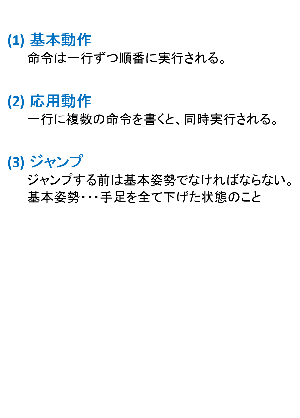 (1) 基本動作
命令は一行ずつ順番に実行される。
(2) 応用動作
一行に複数の命令を書くと、同時実行される。
(3) ジャンプ
ジャンプする前は基本姿勢でなければならない。
基本姿勢・・・手足を全て下げた状態のこと